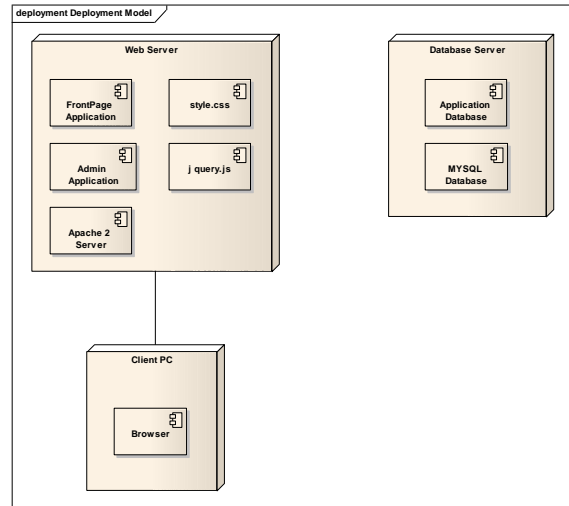 deployment Deployment Model
Web Server
FrontPage
Application
style.css
Admin
Application
j query.js
Apache 2
Server
Database Server
Application
Database
MYSQL
Database
Client PC
Browser